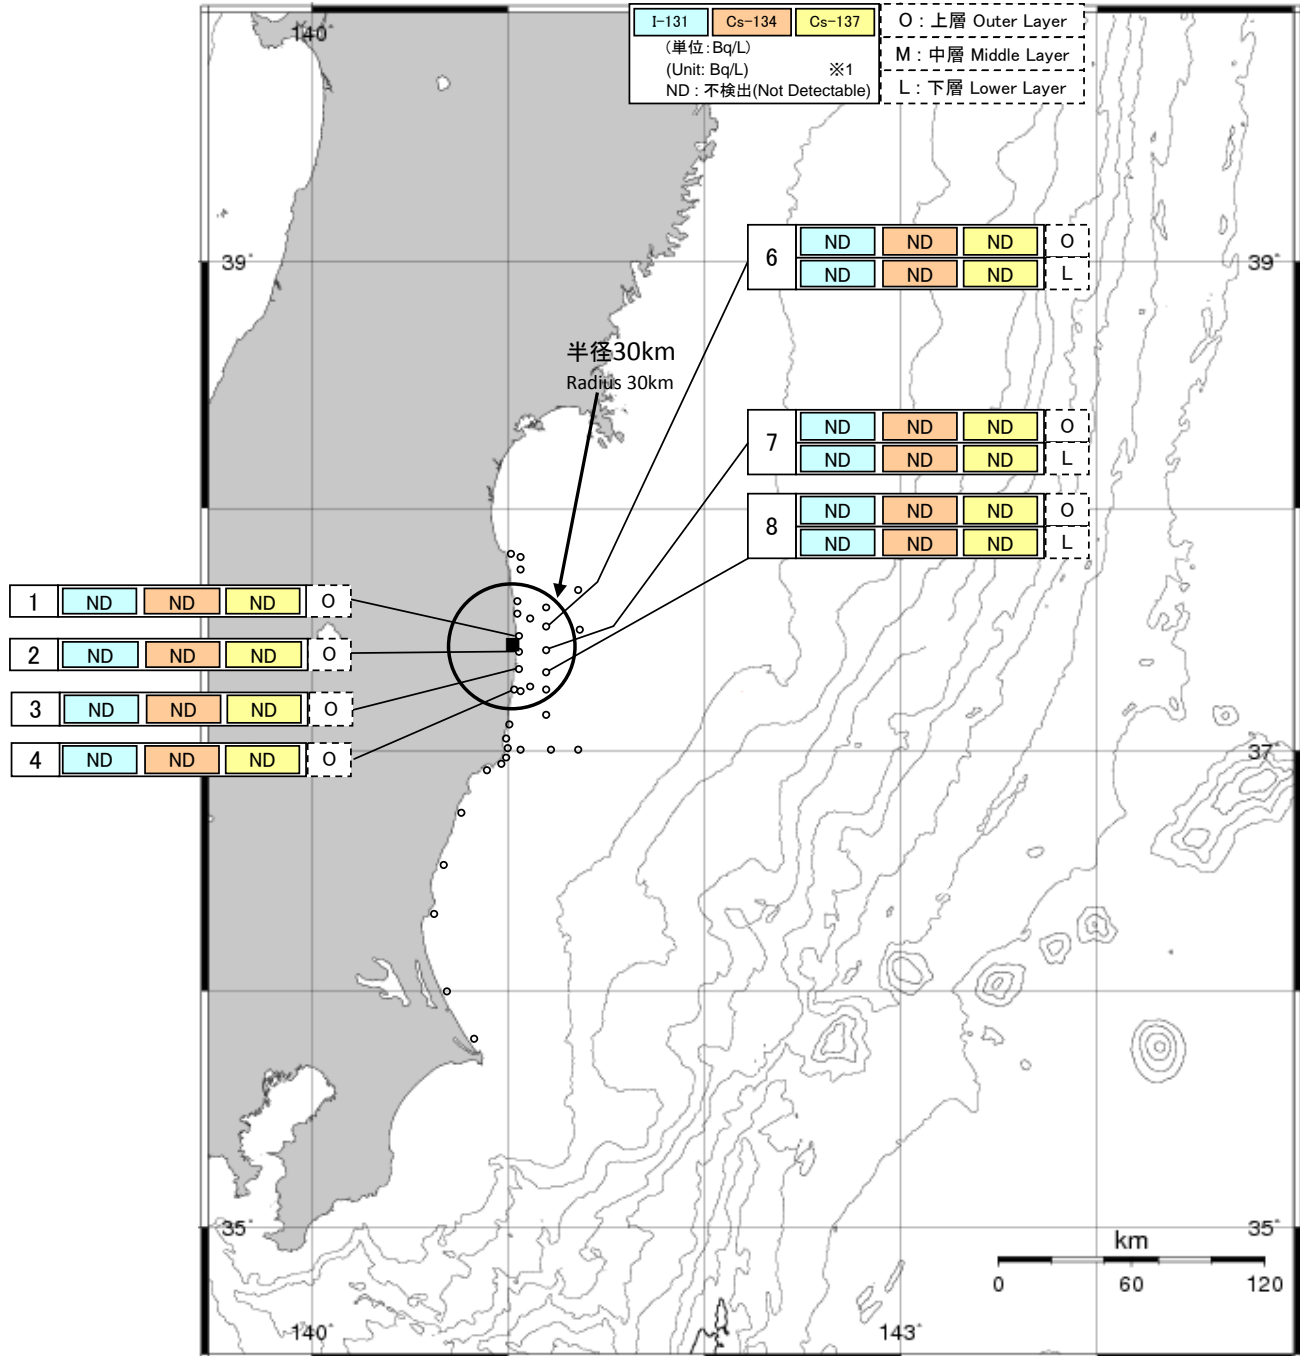 I-131 Cs-134 Cs-137
(単位:Bq/L)
(Unit: Bq/L) ※1
ND : 不検出(Not Detectable)
O : 上層 Outer Layer
M : 中層 Middle Layer
L : 下層 Lower Layer
140°
39°
39°
6 ND ND ND O
ND ND ND L
半径30km
Radius 30km
7 ND ND ND O
ND ND ND L
8 ND ND ND O
ND ND ND L
1 ND ND ND O
2 ND ND ND O
3 ND ND ND O
4 ND ND ND O
37°
35°
35°
km
0 60 120
140°
143°